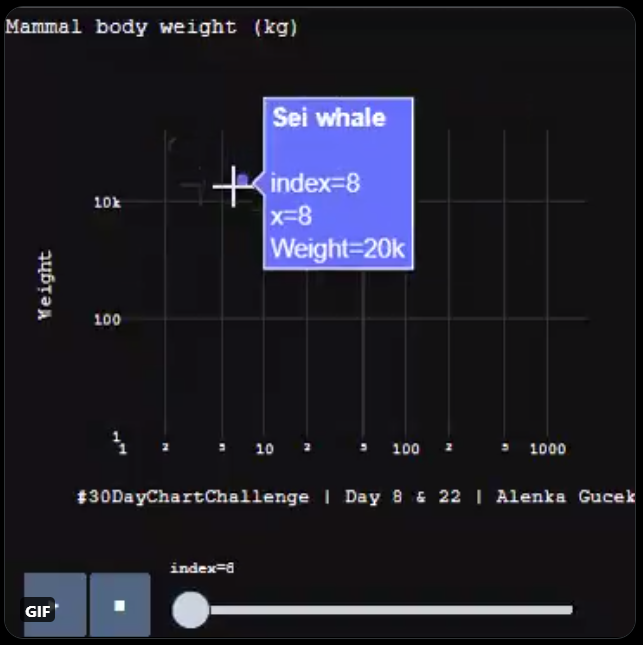 Mammal body weight (kg)
Sei whale
index=8
x=8
Weight=20k
10k
Weight
100
1
1 2 5 10 2 5 100 2 5 1000
#30DayChartChallenge | Day 8 & 22 | Alenka Gucek
index=8
GIF